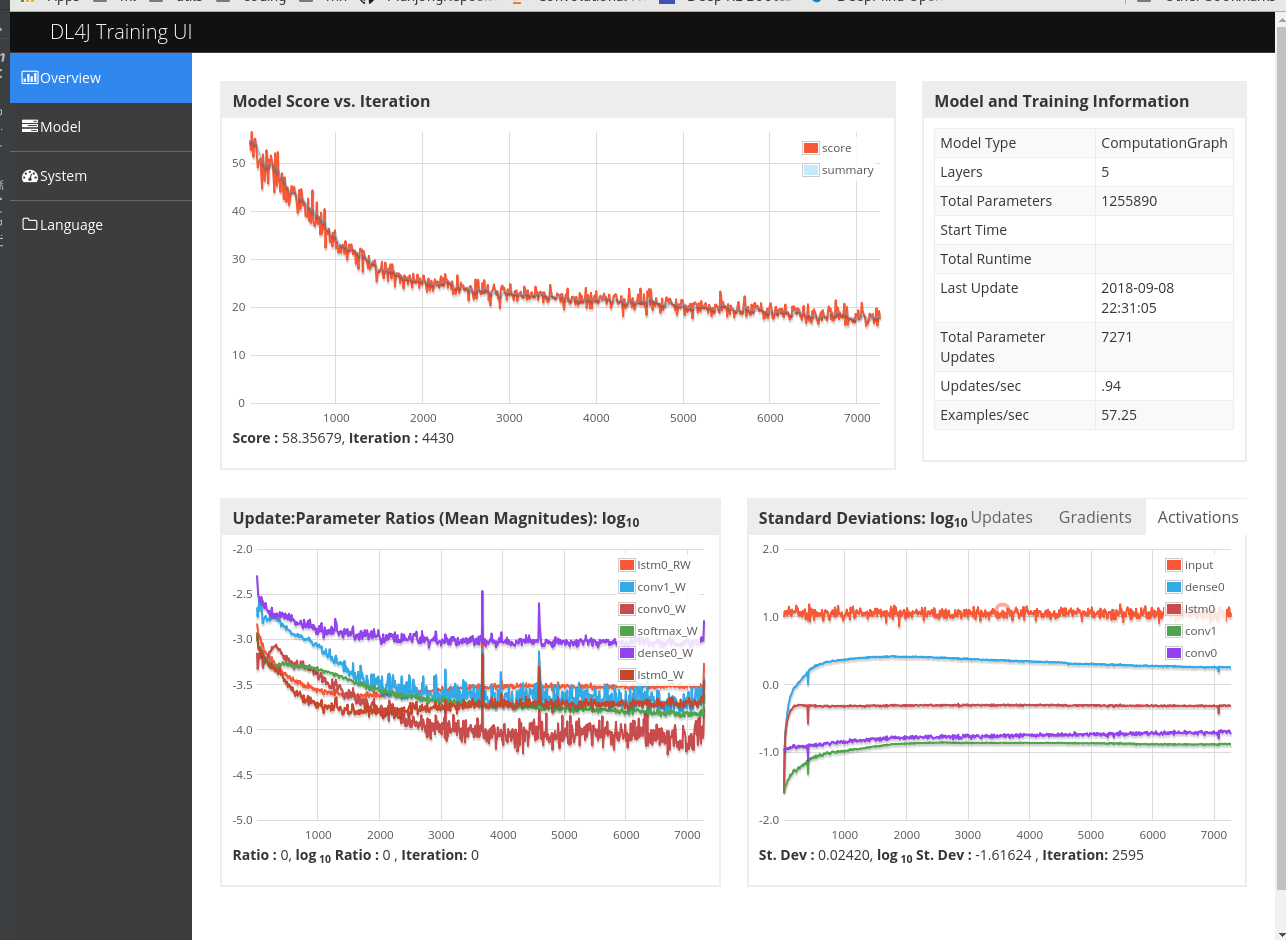 Apps
DL4J Training UI
Overview
Model
System
Language
Model Score vs. Iteration
score
summary
50
40
30
20
10
0
1000 2000 3000 4000 5000 6000 7000
Score : 58.35679, Iteration : 4430
Model and Training Information
Model Type ComputationGraph
Layers 5
Total Parameters 1255890
Start Time
Total Runtime
Last Update 2018-09-08
22:31:05
Total Parameter 7271
Updates
Updates/sec .94
Examples/sec 57.25
Update:Parameter Ratios (Mean Magnitudes): log10
-2.0
-2.5
-3.0
-3.5
-4.0
-4.5
-5.0
lstm0_RW
conv1_W
conv0_W
softmax_W
dense0_W
lstm0_W
1000 2000 3000 4000 5000 6000 7000
Ratio : 0, log 10 Ratio : 0 , Iteration: 0
Standard Deviations: log10 Updates Gradients Activations
2.0
1.0
0.0
-1.0
-2.0
input
dense0
lstm0
conv1
conv0
1000 2000 3000 4000 5000 6000 7000
St. Dev : 0.02420, log 10 St. Dev : -1.61624 , Iteration: 2595